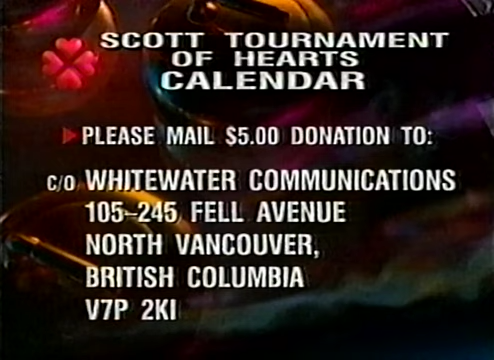 SCOTT TOURNAMENT
OF HEARTS
CALENDAR
PLEASE MAIL $5.00 DONATION TO:
C/O WHITEWATER COMMUNICATIONS
105-245 FELL AVENUE
NORTH VANCOUVER,
BRITISH COLUMBIA
V7P 2KI